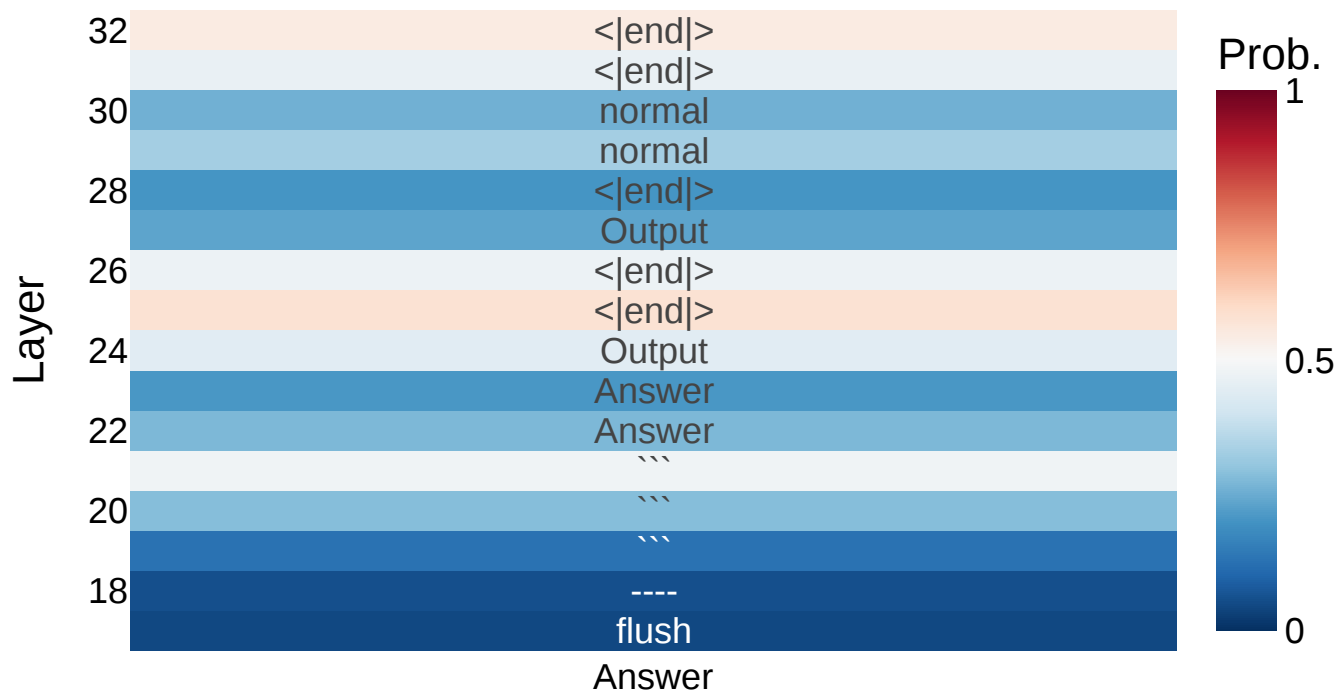 32 <|end|>
<|end|>
30 normal
normal
28 <|end|>
Output
26 <|end|>
<|end|>
24 Output
Answer
22 Answer
```
20 ```
```
18 ----
flush
Answer
Layer
Prob.
1
0.5
0